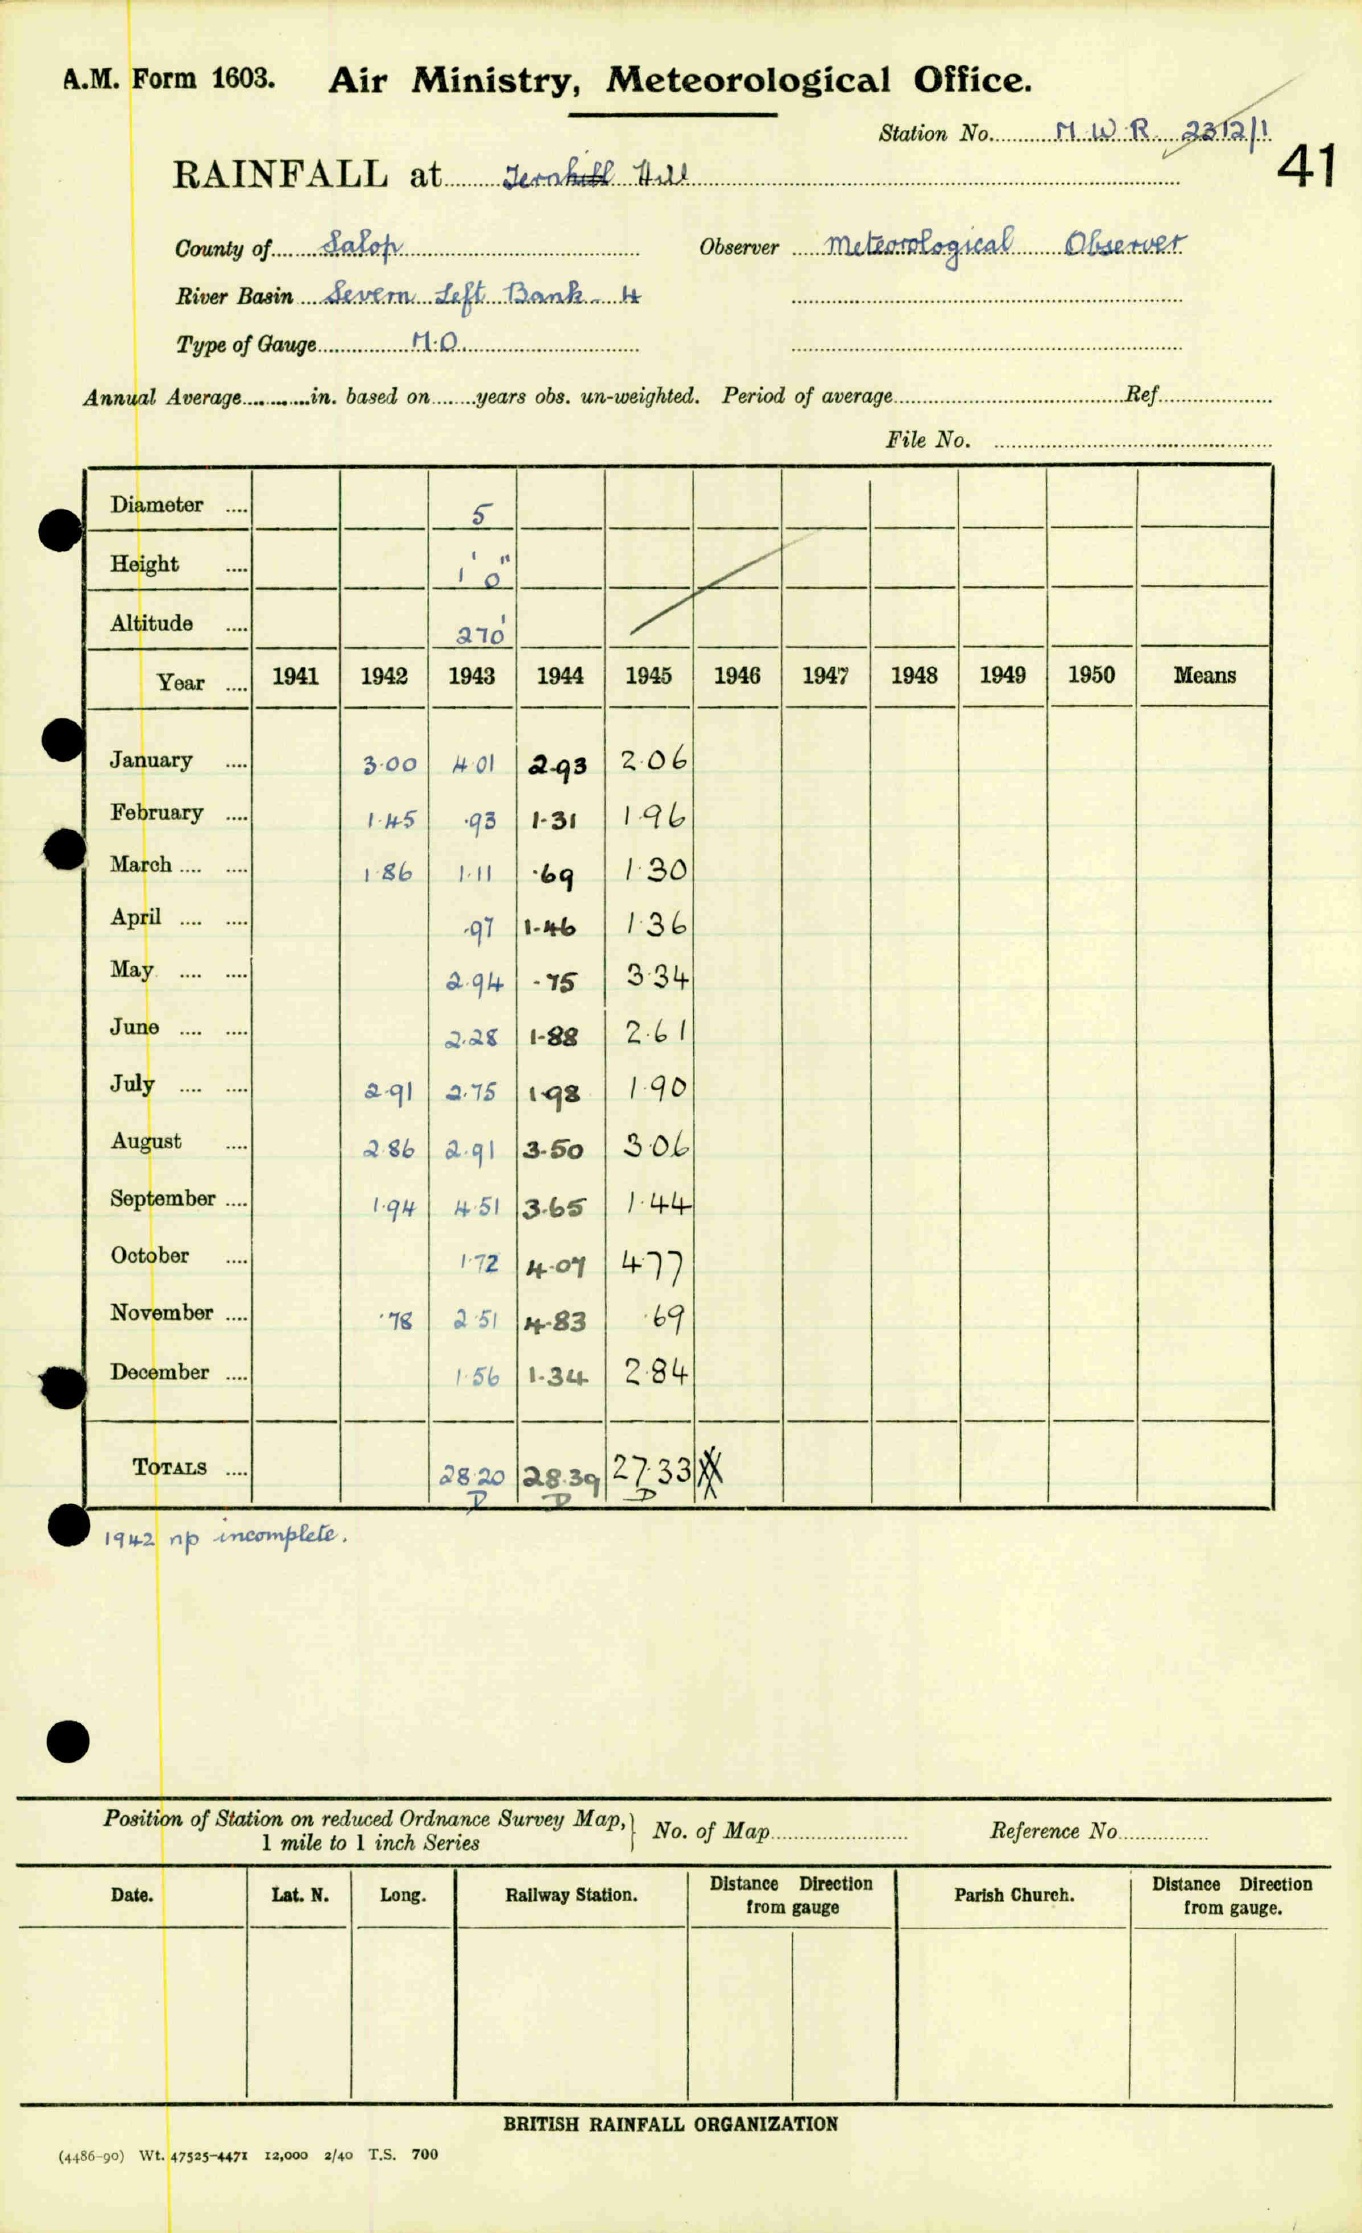 A.M. Form 1603. Air Ministry, Meteorological Office.
Station No. M.W.R. 2312/1
41
RAINFALL at Ternhill Hill
County of Salop Observer Meteorological Observer
River Basin Severn Left Bank 4
Type of Gauge M.O.
Annual Average in. based on years obs. un-weighted. Period of average Ref
File No.
Diameter .... 5
Height .... 1' 0"
Altitude .... 270'
Year .... 1941 1942 1943 1944 1945 1946 1947 1948 1949 1950 Means
January .... 3.00 4.01 2.93 2.06
February .... 1.45 .93 1.31 1.96
March .... .... 1.86 1.11 .69 1.30
April .... .... .97 1.46 1.36
May .... .... 2.94 .75 3.34
June .... .... 2.28 1.88 2.61
July .... .... 2.91 2.75 1.98 1.90
August .... 2.86 2.91 3.50 3.06
September .... 1.94 4.51 3.65 1.44
October .... 1.72 4.07 4.77
November .... .78 2.51 4.83 .69
December .... 1.56 1.34 2.84
TOTALS .... 28.20 28.39 27.33
D D D
1942 np incomplete.
Position of Station on reduced Ordnance Survey Map, } No. of Map Reference No
1 mile to 1 inch Series
Date. Lat. N. Long. Railway Station. Distance Direction from gauge Parish Church. Distance Direction from gauge.
BRITISH RAINFALL ORGANIZATION
(4486-90) Wt. 47525-4471 12,000 2/40 T.S. 700